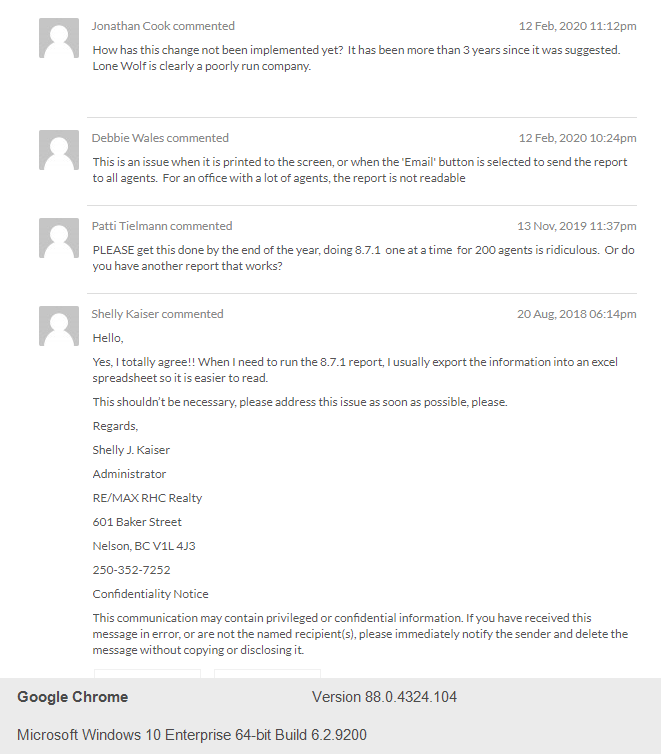 Jonathan Cook commented 12 Feb, 2020 11:12pm
How has this change not been implemented yet? It has been more than 3 years since it was suggested.
Lone Wolf is clearly a poorly run company.
Debbie Wales commented 12 Feb, 2020 10:24pm
This is an issue when it is printed to the screen, or when the 'Email' button is selected to send the report
to all agents. For an office with a lot of agents, the report is not readable
Patti Tielmann commented 13 Nov, 2019 11:37pm
PLEASE get this done by the end of the year, doing 8.7.1 one at a time for 200 agents is ridiculous. Or do
you have another report that works?
Shelly Kaiser commented 20 Aug, 2018 06:14pm
Hello,
Yes, I totally agree!! When I need to run the 8.7.1 report, I usually export the information into an excel
spreadsheet so it is easier to read.
This shouldn't be necessary, please address this issue as soon as possible, please.
Regards,
Shelly J. Kaiser
Administrator
RE/MAX RHC Realty
601 Baker Street
Nelson, BC V1L 4J3
250-352-7252
Confidentiality Notice
This communication may contain privileged or confidential information. If you have received this
message in error, or are not the named recipient(s), please immediately notify the sender and delete the
message without copying or disclosing it.
Google Chrome Version 88.0.4324.104
Microsoft Windows 10 Enterprise 64-bit Build 6.2.9200